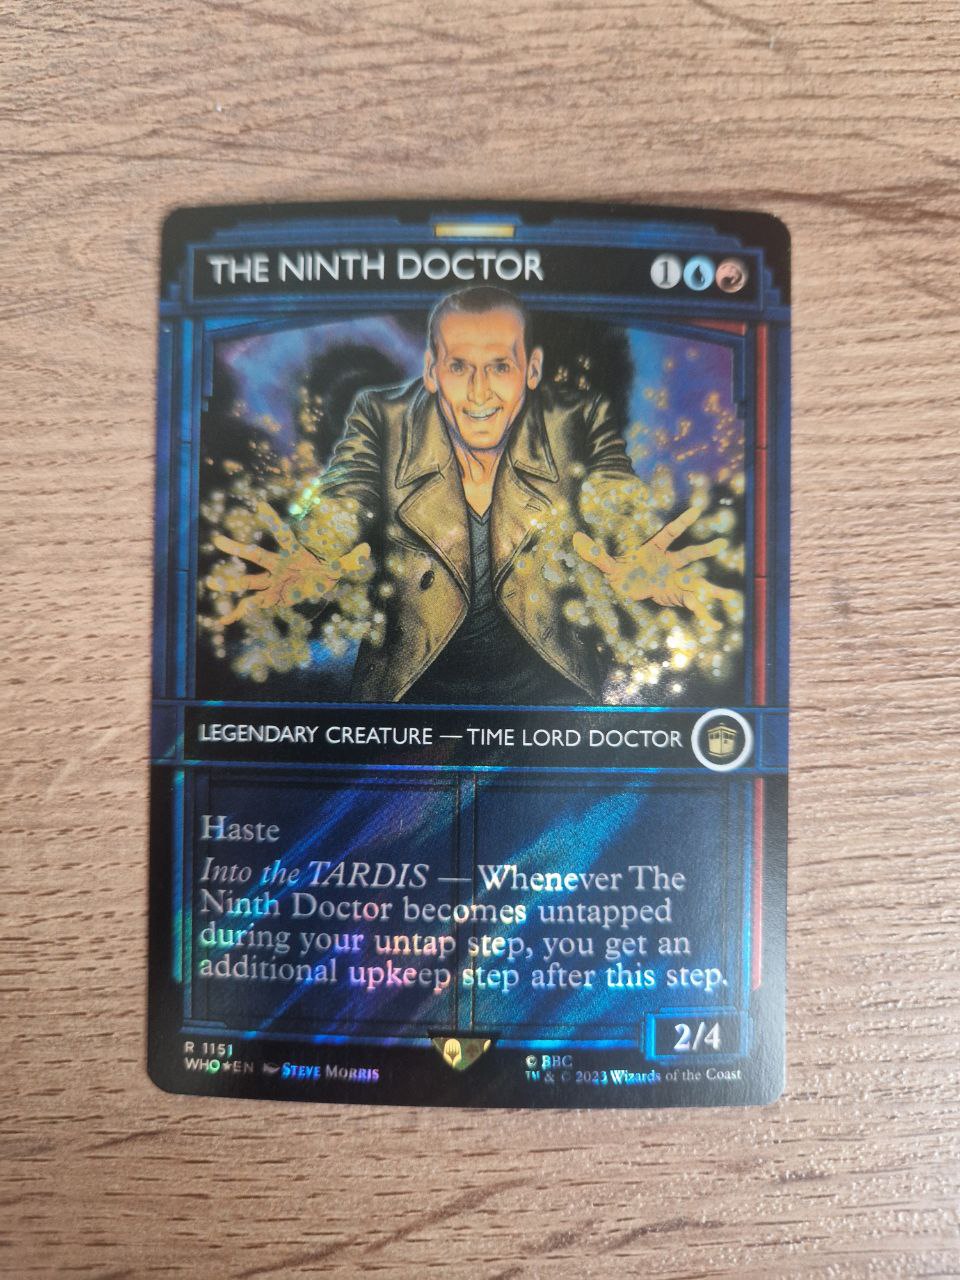 THE NINTH DOCTOR 1
LEGENDARY CREATURE — TIME LORD DOCTOR
Haste
Into the TARDIS — Whenever The
Ninth Doctor becomes untapped
during your untap step, you get an
additional upkeep step after this step.
2/4
R 1151
WHO★EN STEVE MORRIS
© BBC
™ & © 2023 Wizards of the Coast